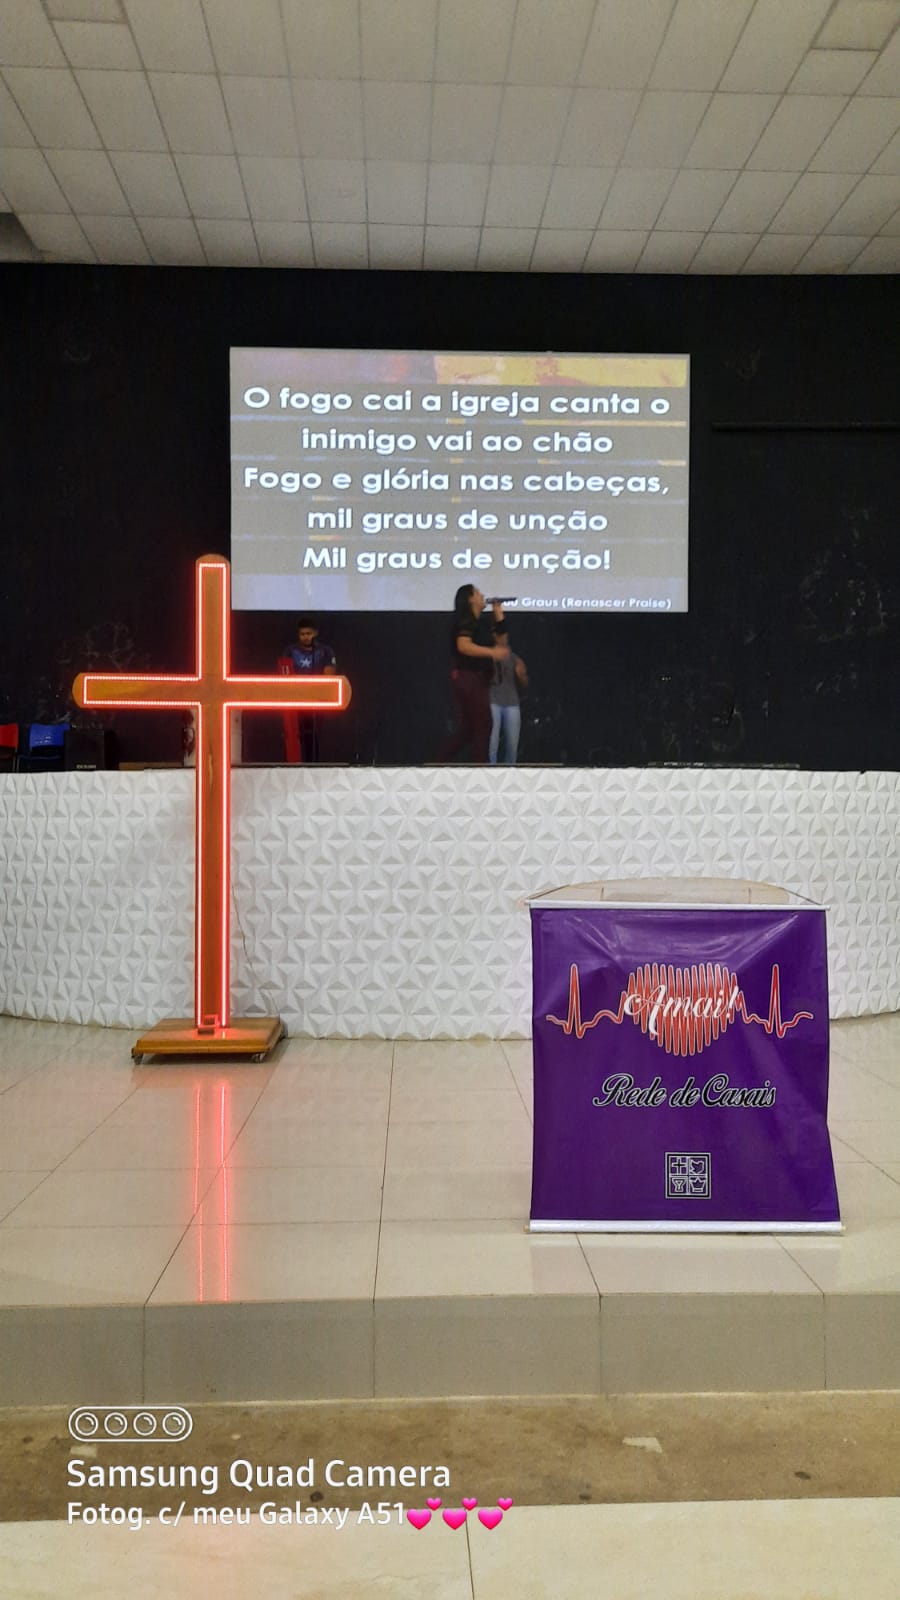 O fogo cai a igreja canta o
inimigo vai ao chão
Fogo e glória nas cabeças,
mil graus de unção
Mil graus de unção!
Graus (Renascer Praise)
Amai!
Rede de Casais
Samsung Quad Camera
Fotog. c/ meu Galaxy A51💕💕💕